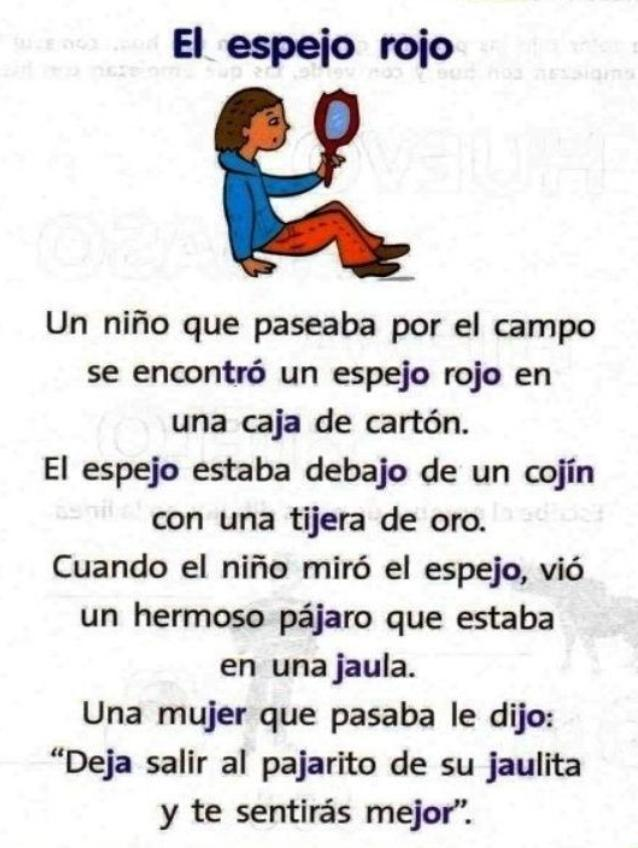 El espejo rojo
Un niño que paseaba por el campo
se encontró un espejo rojo en
una caja de cartón.
El espejo estaba debajo de un cojín
con una tijera de oro.
Cuando el niño miró el espejo, vió
un hermoso pájaro que estaba
en una jaula.
Una mujer que pasaba le dijo:
“Deja salir al pajarito de su jaulita
y te sentirás mejor”.